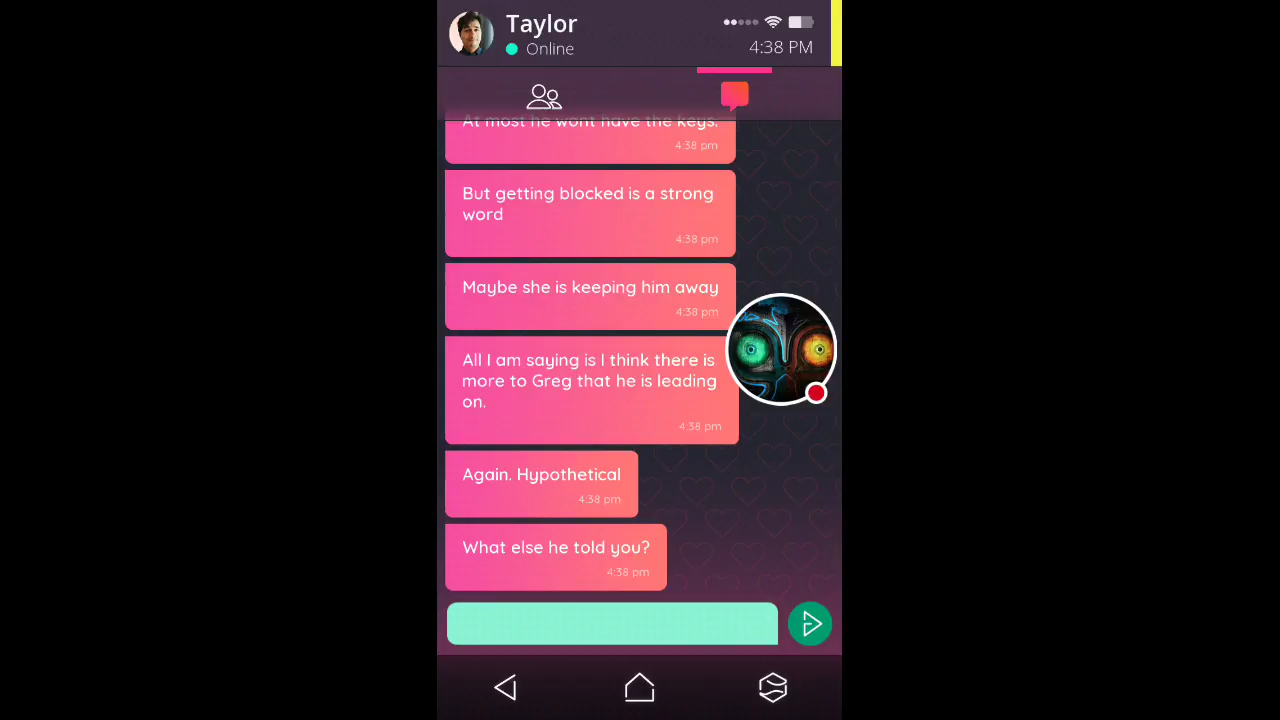 Taylor
Online
4:38 PM
At most he wont have the keys.
4:38 pm
But getting blocked is a strong
word
4:38 pm
Maybe she is keeping him away
4:38 pm
All I am saying is I think there is
more to Greg that he is leading
on.
4:38 pm
Again. Hypothetical
4:38 pm
What else he told you?
4:38 pm